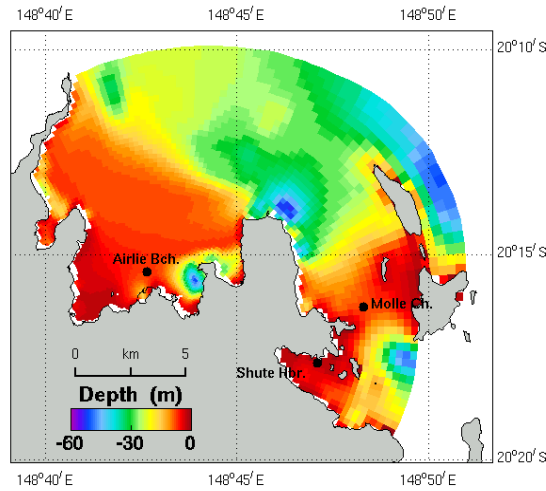 148°40′E 148°45′E 148°50′E
20°10′S
20°15′S
20°20′S
Airlie Bch.
Molle Ch.
Shute Hbr.
0 km 5
Depth (m)
-60 -30 0
148°40′E 148°45′E 148°50′E